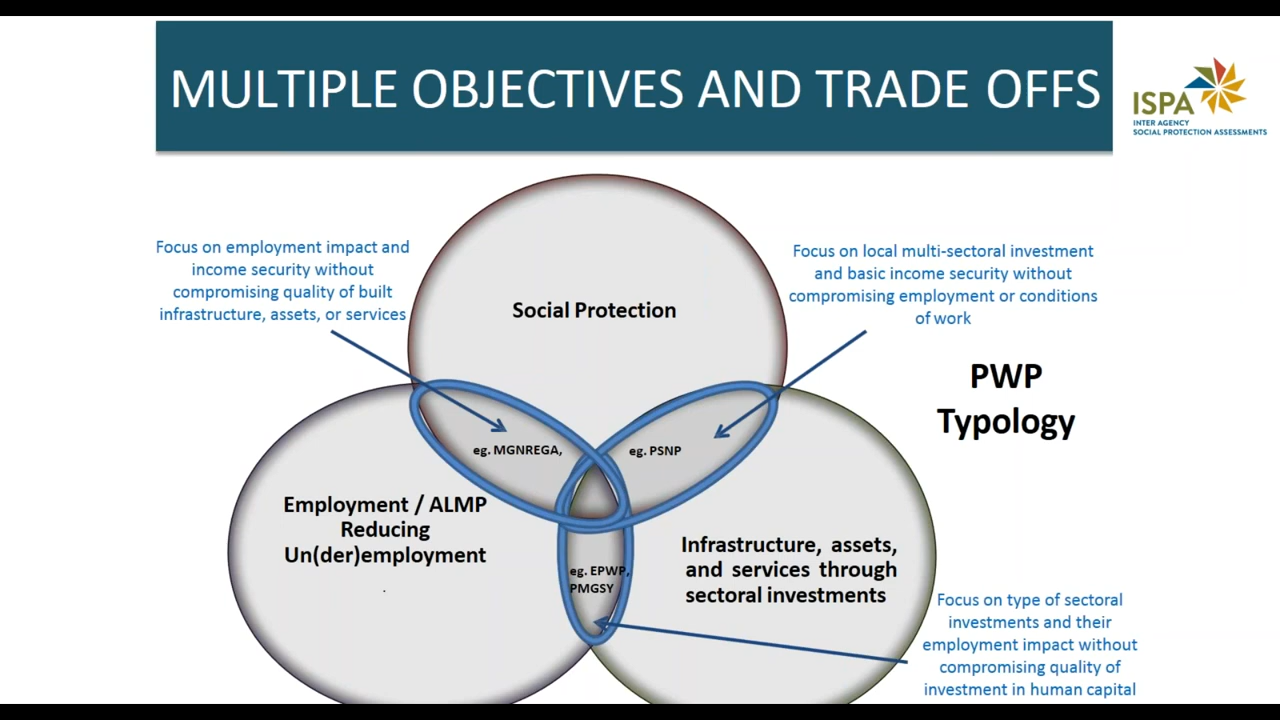 MULTIPLE OBJECTIVES AND TRADE OFFS
ISPA
INTER AGENCY
SOCIAL PROTECTION ASSESSMENTS
Focus on employment impact and
income security without
compromising quality of built
infrastructure, assets, or services
Focus on local multi-sectoral investment
and basic income security without
compromising employment or conditions
of work
Social Protection
PWP
Typology
eg. MGNREGA,
eg. PSNP
Employment / ALMP
Reducing
Un(der)employment
.
Infrastructure, assets,
and services through
sectoral investments
eg. EPWP,
PMGSY
Focus on type of sectoral
investments and their
employment impact without
compromising quality of
investment in human capital